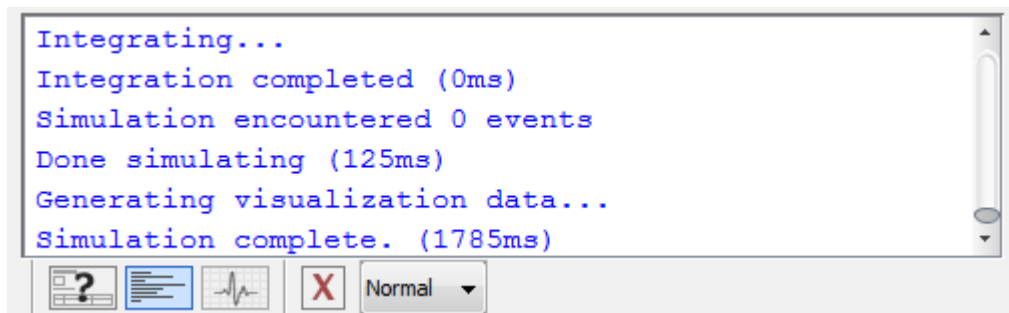 Integrating...
Integration completed (0ms)
Simulation encountered 0 events
Done simulating (125ms)
Generating visualization data...
Simulation complete. (1785ms)
? X Normal